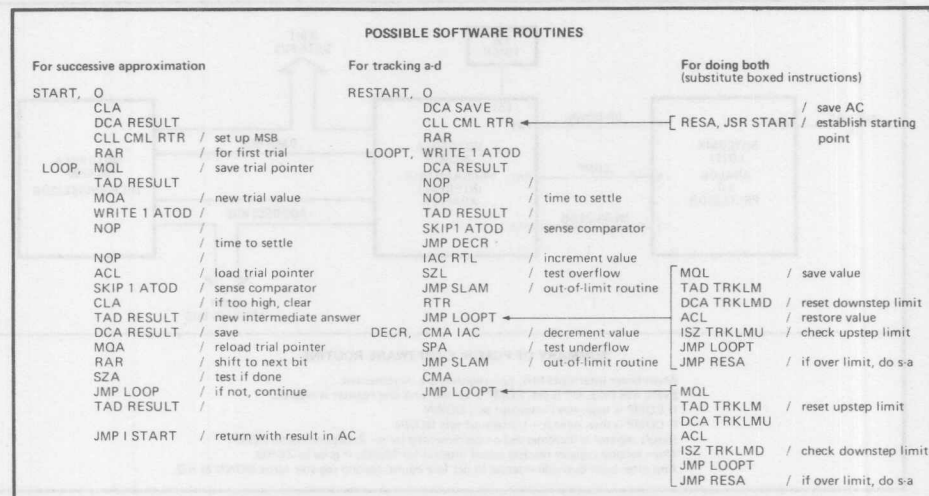 POSSIBLE SOFTWARE ROUTINES
For successive approximation
START, O
CLA
DCA RESULT
CLL CML RTR / set up MSB
RAR / for first trial
LOOP, MQL / save trial pointer
TAD RESULT
MQA / new trial value
WRITE 1 ATOD /
NOP /
/ time to settle
NOP /
ACL / load trial pointer
SKIP 1 ATOD / sense comparator
CLA / if too high, clear
TAD RESULT / new intermediate answer
DCA RESULT / save
MQA / reload trial pointer
RAR / shift to next bit
SZA / test if done
JMP LOOP / if not, continue
TAD RESULT /
JMP I START / return with result in AC
For tracking a-d
RESTART, O
DCA SAVE
CLL CML RTR
RAR
LOOPT, WRITE 1 ATOD
DCA RESULT
NOP /
NOP / time to settle
TAD RESULT /
SKIP1 ATOD / sense comparator
JMP DECR
IAC RTL / increment value
SZL / test overflow
JMP SLAM / out-of-limit routine
RTR
JMP LOOPT
DECR, CMA IAC / decrement value
SPA / test underflow
JMP SLAM / out-of-limit routine
CMA
JMP LOOPT
For doing both
(substitute boxed instructions)
/ save AC
RESA, JSR START / establish starting
point
MQL / save value
TAD TRKLM
DCA TRKLMD / reset downstep limit
ACL / restore value
ISZ TRKLMU / check upstep limit
JMP LOOPT
JMP RESA / if over limit, do s-a
MQL
TAD TRKLM / reset upstep limit
DCA TRKLMU
ACL
ISZ TRKLMD / check downstep limit
JMP LOOPT
JMP RESA / if over limit, do s-a